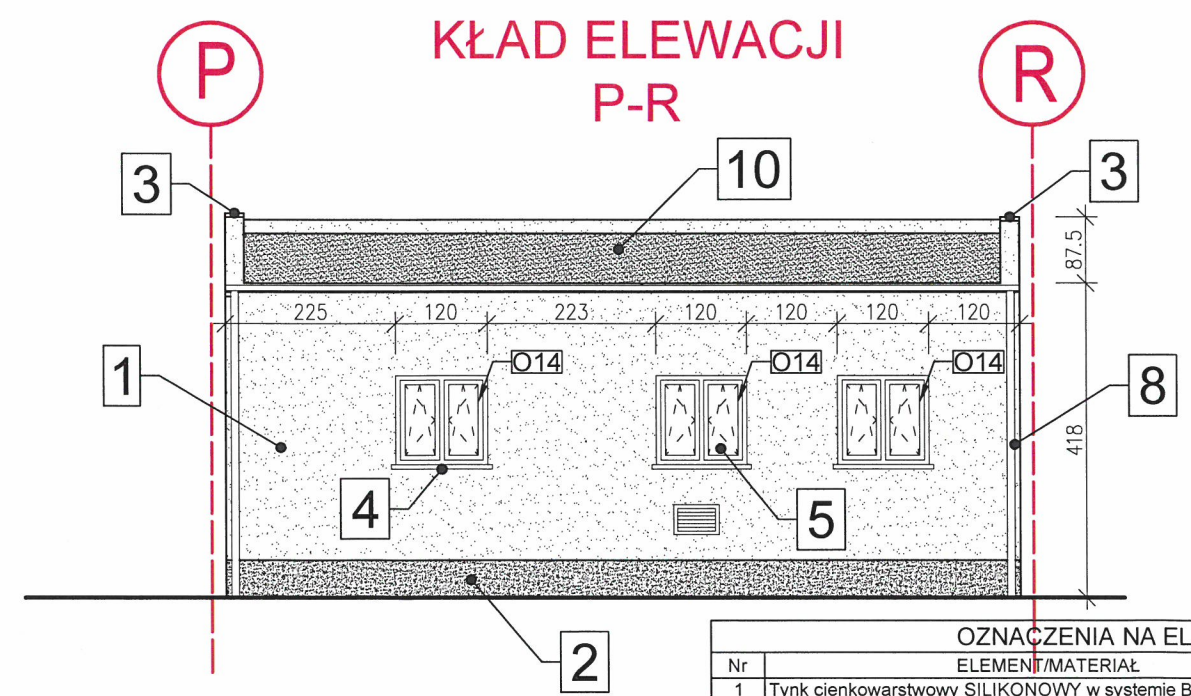 KŁAD ELEWACJI
P-R
P
R
3
10
3
87.5
225
120
223
120
120
120
120
O14
O14
O14
1
8
418
4
5
2
OZNACZENIA NA EL
Nr
ELEMENT/MATERIAŁ
1
Tynk cienkowarstwowy SILIKONOWY w systemie B